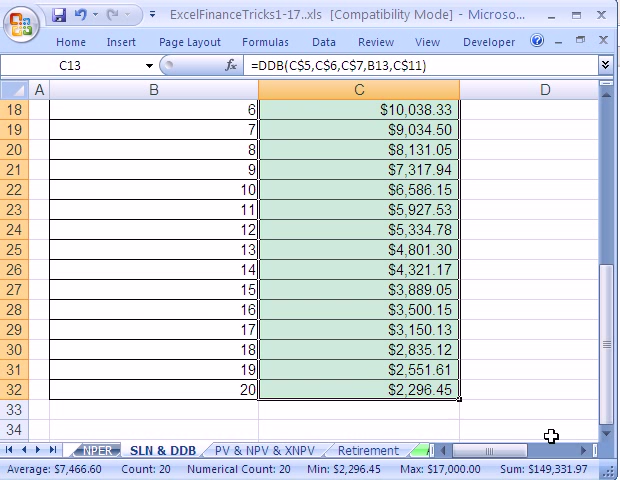 ExcelFinanceTricks1-17..xls [Compatibility Mode] - Microso...
Home Insert Page Layout Formulas Data Review View Developer
C13 fx =DDB(C$5,C$6,C$7,B13,C$11)
A B C D
18 6 $10,038.33
19 7 $9,034.50
20 8 $8,131.05
21 9 $7,317.94
22 10 $6,586.15
23 11 $5,927.53
24 12 $5,334.78
25 13 $4,801.30
26 14 $4,321.17
27 15 $3,889.05
28 16 $3,500.15
29 17 $3,150.13
30 18 $2,835.12
31 19 $2,551.61
32 20 $2,296.45
33
34
NPER SLN & DDB PV & NPV & XNPV Retirement
Average: $7,466.60 Count: 20 Numerical Count: 20 Min: $2,296.45 Max: $17,000.00 Sum: $149,331.97